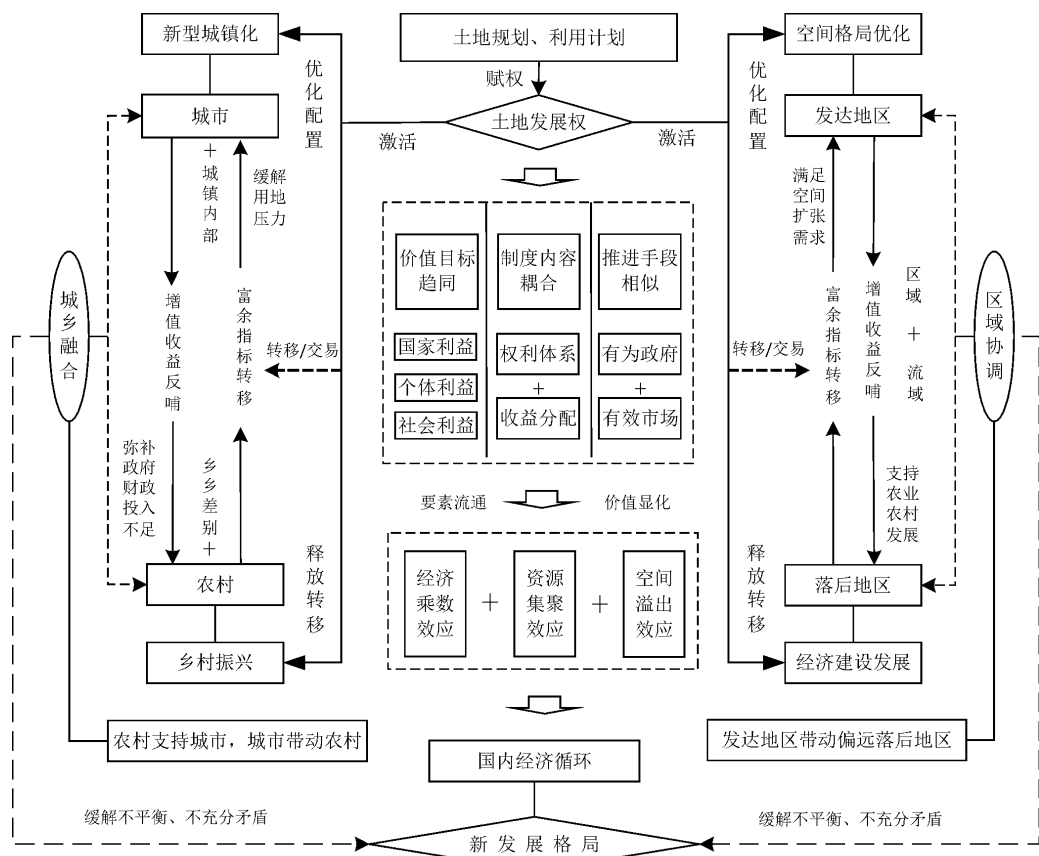 新型城镇化
土地规划、利用计划
空间格局优化
赋权
优化配置
优化配置
城市
土地发展权
发达地区
激活
激活
+城镇内部
缓解
用地
压力
满足
空间
扩张
需求
价值目标
趋同
制度内容
耦合
推进手段
相似
城乡融合
增值收益反哺
富余指标转移
转移/交易
国家利益
个体利益
社会利益
权利体系
+
收益分配
有为政府
+
有效市场
转移/交易
富余指标转移
增值收益反哺
区域+流域
区域协调
弥补
政府
财政
投入
不足
乡乡差别+
要素流通
价值显化
支持
农业
农村
发展
释放转移
释放转移
农村
经济
乘数
效应
+
资源
集聚
效应
+
空间
溢出
效应
落后地区
乡村振兴
经济建设发展
农村支持城市，城市带动农村
发达地区带动偏远落后地区
国内经济循环
缓解不平衡、不充分矛盾
缓解不平衡、不充分矛盾
新发展格局